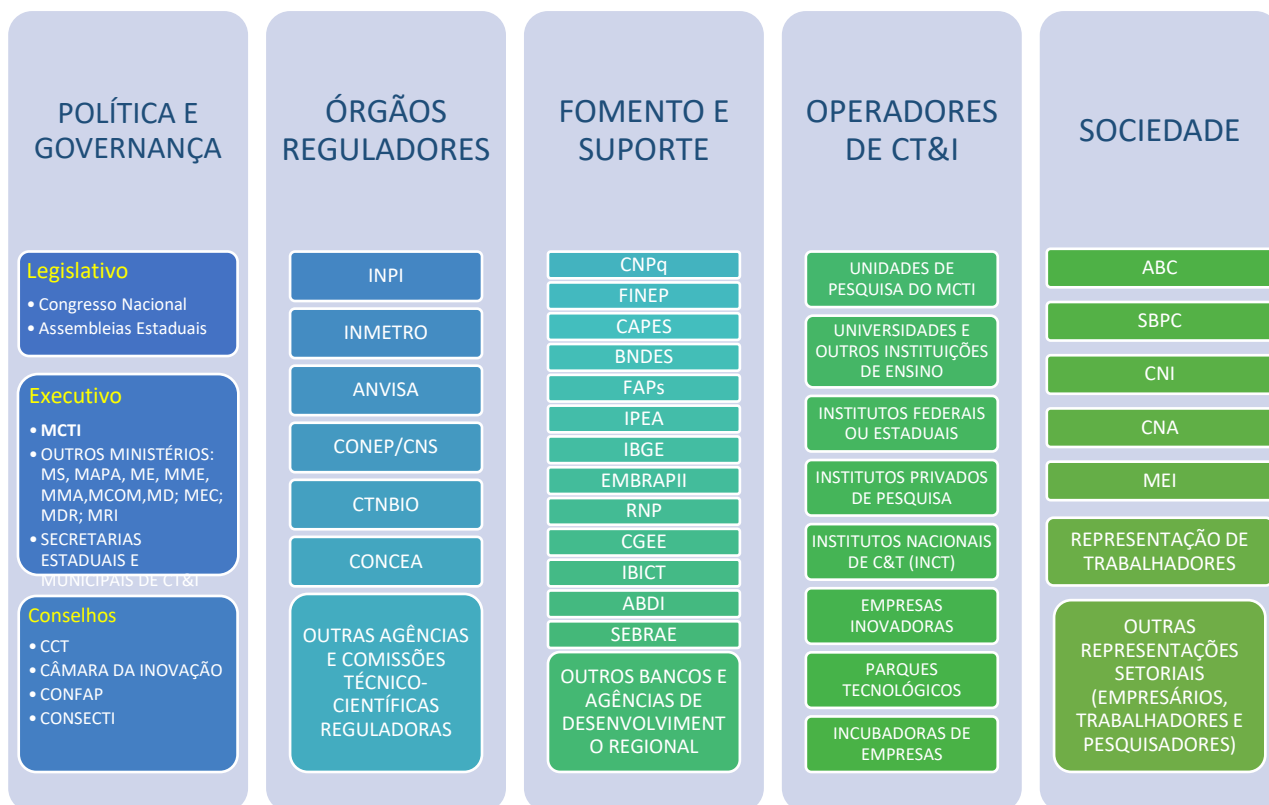 POLÍTICA E
GOVERNANÇA
Legislativo
• Congresso Nacional
• Assembleias Estaduais
Executivo
• MCTI
• OUTROS MINISTÉRIOS:
MS, MAPA, ME, MME,
MMA,MCOM,MD; MEC;
MDR; MRI
• SECRETARIAS
ESTADUAIS E
MUNICIPAIS DE CT&I
Conselhos
• CCT
• CÂMARA DA INOVAÇÃO
• CONFAP
• CONSECTI
ÓRGÃOS
REGULADORES
INPI
INMETRO
ANVISA
CONEP/CNS
CTNBIO
CONCEA
OUTRAS AGÊNCIAS
E COMISSÕES
TÉCNICO-
CIENTÍFICAS
REGULADORAS
FOMENTO E
SUPORTE
CNPq
FINEP
CAPES
BNDES
FAPs
IPEA
IBGE
EMBRAPII
RNP
CGEE
IBICT
ABDI
SEBRAE
OUTROS BANCOS E
AGÊNCIAS DE
DESENVOLVIMENT
O REGIONAL
OPERADORES
DE CT&I
UNIDADES DE
PESQUISA DO MCTI
UNIVERSIDADES E
OUTROS INSTITUIÇÕES
DE ENSINO
INSTITUTOS FEDERAIS
OU ESTADUAIS
INSTITUTOS PRIVADOS
DE PESQUISA
INSTITUTOS NACIONAIS
DE C&T (INCT)
EMPRESAS
INOVADORAS
PARQUES
TECNOLÓGICOS
INCUBADORAS DE
EMPRESAS
SOCIEDADE
ABC
SBPC
CNI
CNA
MEI
REPRESENTAÇÃO DE
TRABALHADORES
OUTRAS
REPRESENTAÇÕES
SETORIAIS
(EMPRESÁRIOS,
TRABALHADORES E
PESQUISADORES)